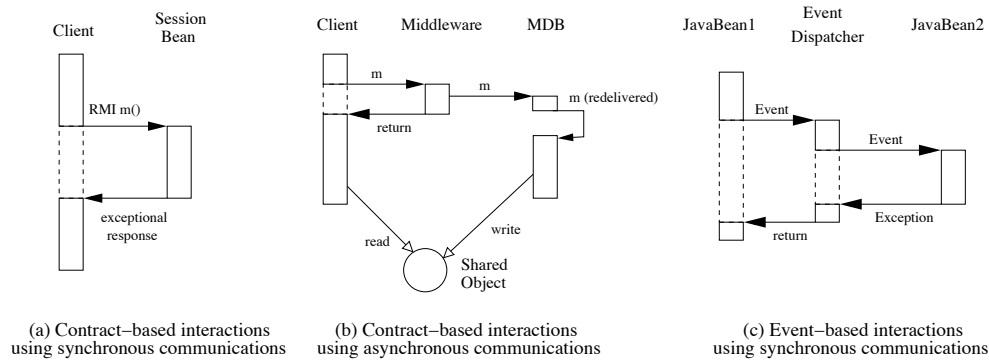 Client
Session
Bean
RMI m()
exceptional
response
(a) Contract−based interactions
using synchronous communications
Client
Middleware
MDB
m
m
m (redelivered)
return
read
write
Shared
Object
(b) Contract−based interactions
using asynchronous communications
JavaBean1
Event
Dispatcher
JavaBean2
Event
Event
Exception
return
(c) Event−based interactions
using synchronous communications